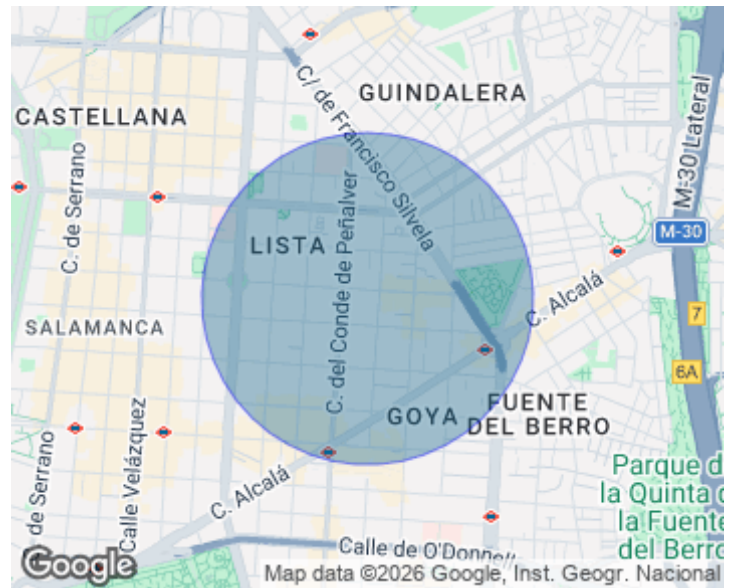 GUINDALERA
CASTELLANA
C/ de Francisco Silvela
M-30 Lateral
C. de Serrano
C. del Conde de Peñalver
M-30
LISTA
C. Alcalá
7
SALAMANCA
6A
Calle Velázquez
GOYA
FUENTE
DEL BERRO
de Serrano
C. Alcalá
Parque d
la Quinta d
la Fuente
del Berro
Calle de O'Donnell
Google
Map data ©2026 Google, Inst. Geogr. Nacional